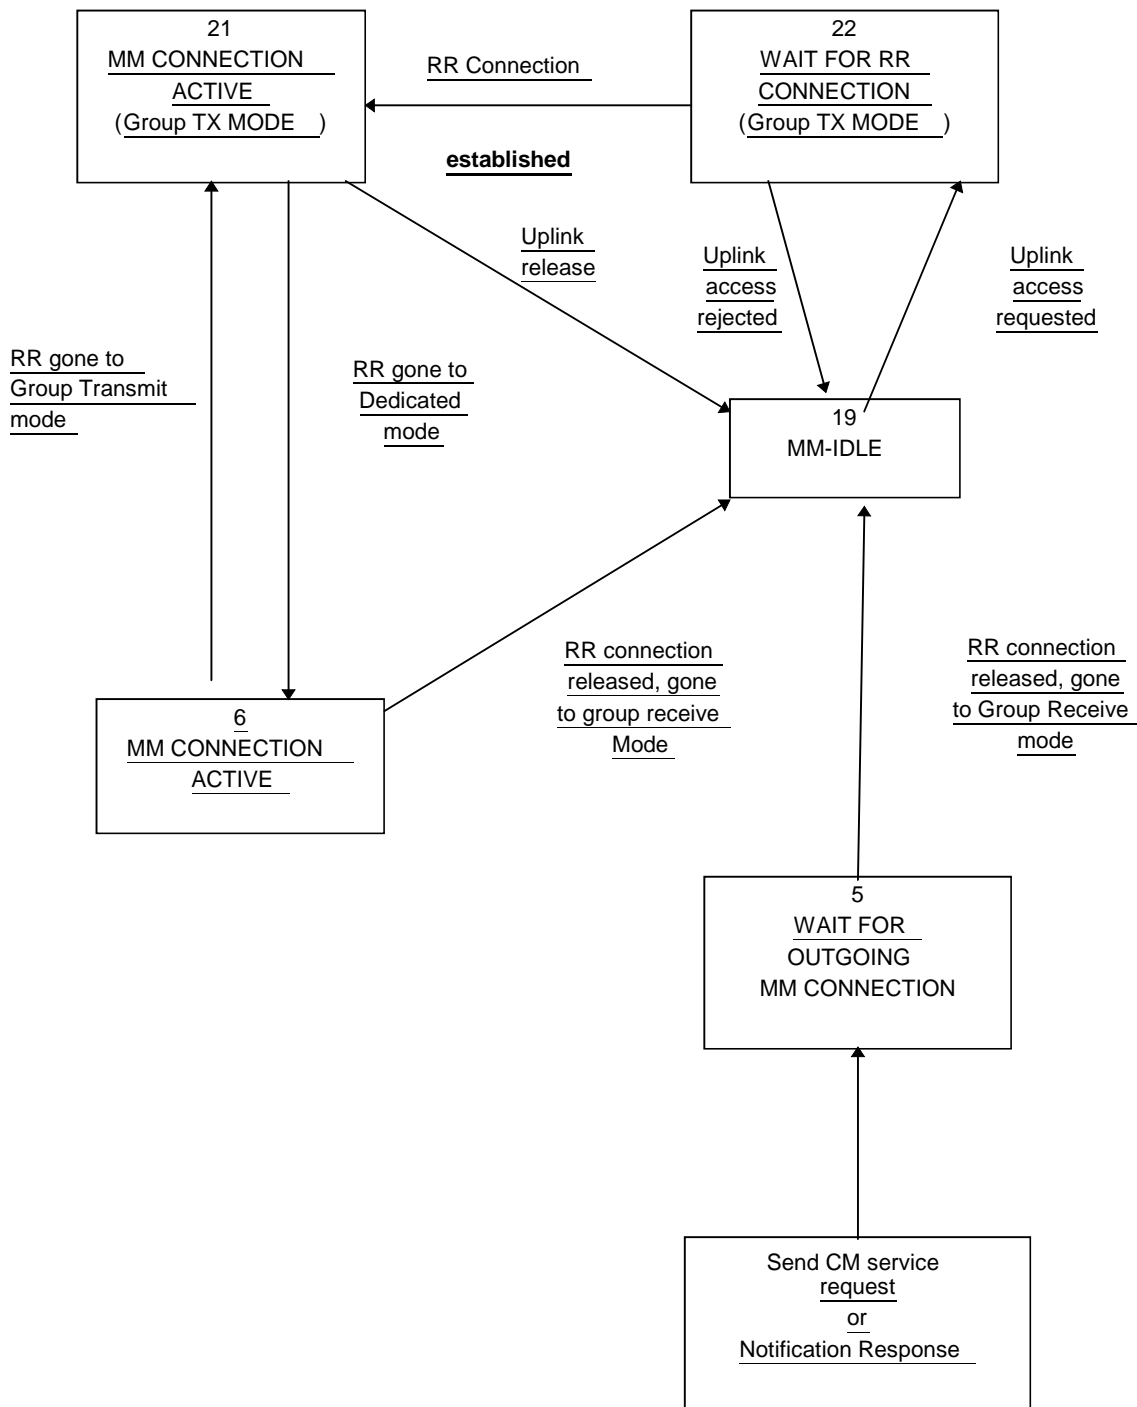 21
MM CONNECTION
ACTIVE
(Group TX MODE )
RR Connection
established
22
WAIT FOR RR
CONNECTION
(Group TX MODE )
Uplink
release
Uplink
access
rejected
Uplink
access
requested
RR gone to
Group Transmit
mode
RR gone to
Dedicated
mode
19
MM-IDLE
RR connection
released, gone
to group receive
Mode
RR connection
released, gone
to Group Receive
mode
6
MM CONNECTION
ACTIVE
5
WAIT FOR
OUTGOING
MM CONNECTION
Send CM service
request
or
Notification Response